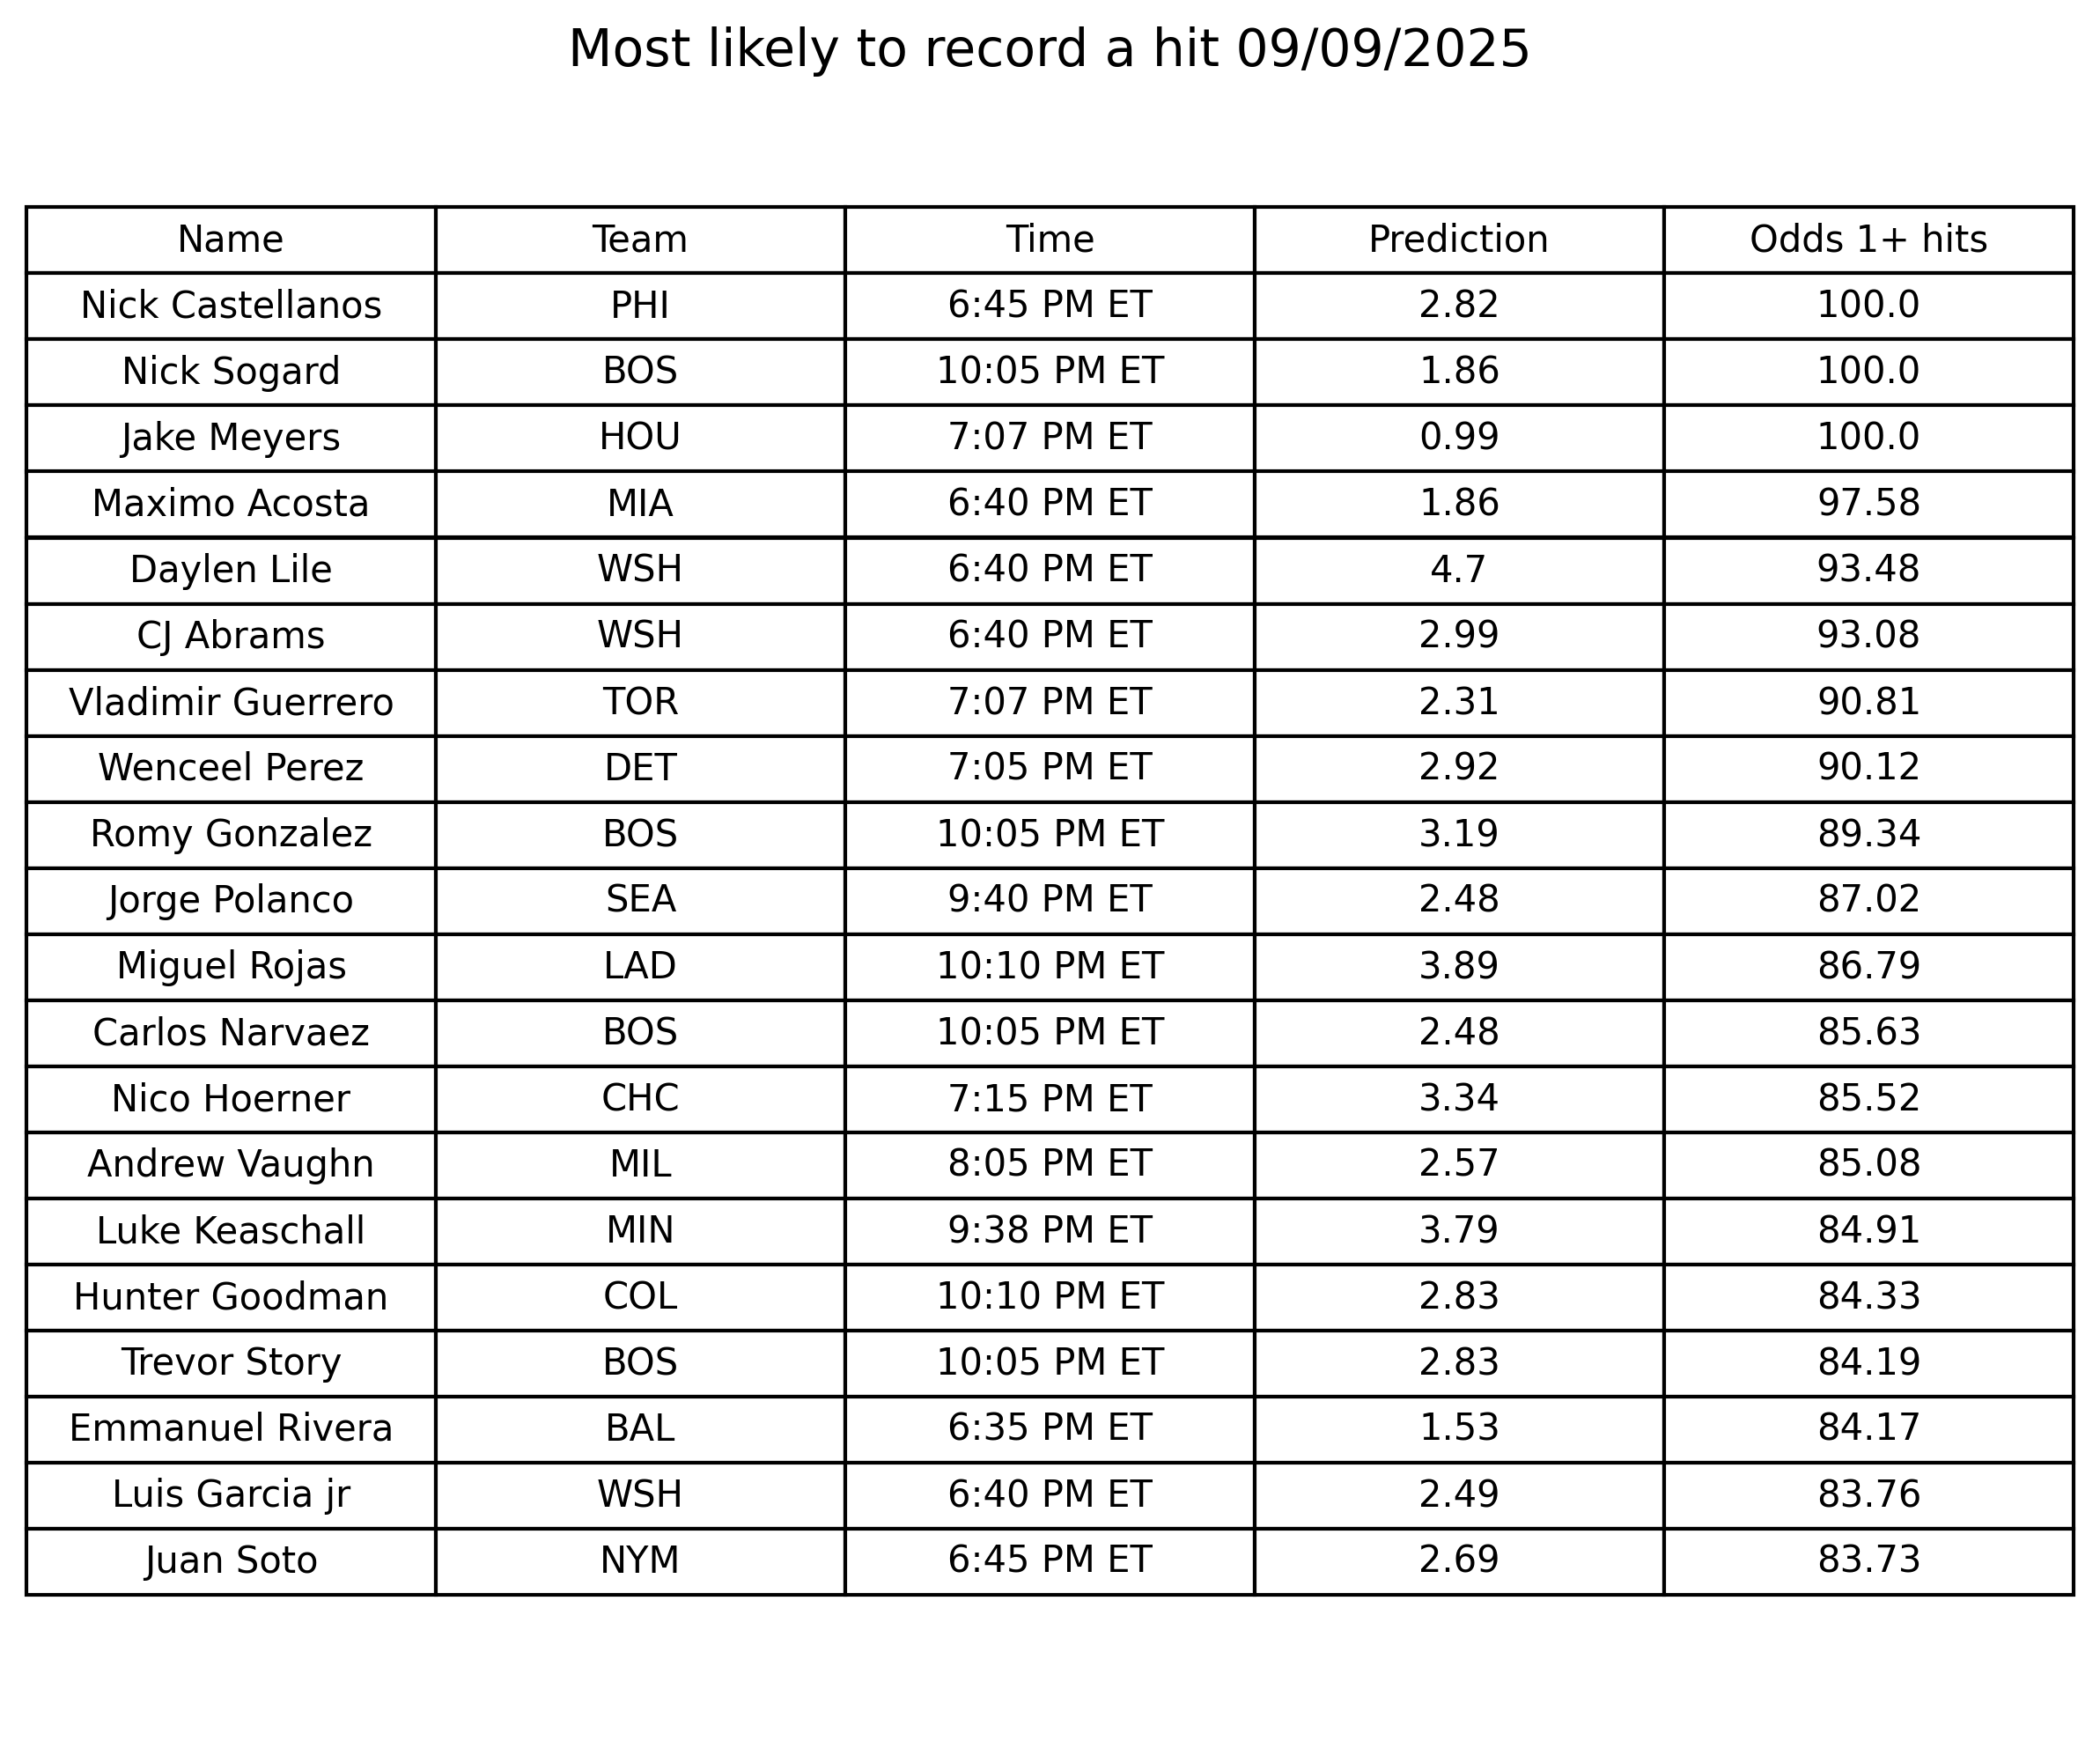 Most likely to record a hit 09/09/2025
Name Team Time Prediction Odds 1+ hits
Nick Castellanos PHI 6:45 PM ET 2.82 100.0
Nick Sogard BOS 10:05 PM ET 1.86 100.0
Jake Meyers HOU 7:07 PM ET 0.99 100.0
Maximo Acosta MIA 6:40 PM ET 1.86 97.58
Daylen Lile WSH 6:40 PM ET 4.7 93.48
CJ Abrams WSH 6:40 PM ET 2.99 93.08
Vladimir Guerrero TOR 7:07 PM ET 2.31 90.81
Wenceel Perez DET 7:05 PM ET 2.92 90.12
Romy Gonzalez BOS 10:05 PM ET 3.19 89.34
Jorge Polanco SEA 9:40 PM ET 2.48 87.02
Miguel Rojas LAD 10:10 PM ET 3.89 86.79
Carlos Narvaez BOS 10:05 PM ET 2.48 85.63
Nico Hoerner CHC 7:15 PM ET 3.34 85.52
Andrew Vaughn MIL 8:05 PM ET 2.57 85.08
Luke Keaschall MIN 9:38 PM ET 3.79 84.91
Hunter Goodman COL 10:10 PM ET 2.83 84.33
Trevor Story BOS 10:05 PM ET 2.83 84.19
Emmanuel Rivera BAL 6:35 PM ET 1.53 84.17
Luis Garcia jr WSH 6:40 PM ET 2.49 83.76
Juan Soto NYM 6:45 PM ET 2.69 83.73